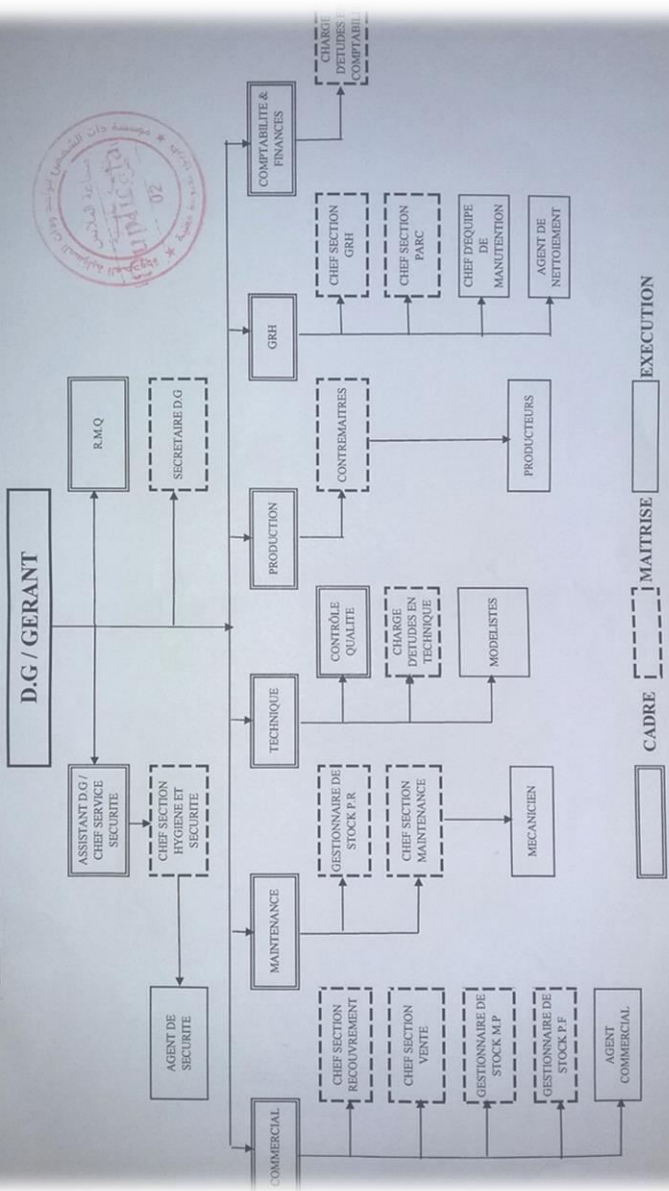 D.G / GERANT
ASSISTANT D.G /
CHEF SERVICE
SECURITE
R.M.Q
CHEF SECTION
HYGIENE ET
SECURITE
SECRETAIRE D.G
AGENT DE
SECURITE
COMMERCIAL
MAINTENANCE
TECHNIQUE
PRODUCTION
GRH
COMPTABILITE &
FINANCES
CHEF SECTION
RECOUVREMENT
CHEF SECTION
VENTE
GESTIONNAIRE DE
STOCK M.P
GESTIONNAIRE DE
STOCK P.F
AGENT
COMMERCIAL
GESTIONNAIRE DE
STOCK P.R
CHEF SECTION
MAINTENANCE
MECANICIEN
CONTRÔLE
QUALITE
CHARGE
D'ETUDES EN
TECHNIQUE
MODELISTES
CONTREMAITRES
PRODUCTEURS
CHEF SECTION
GRH
CHEF SECTION
PARC
CHEF D'EQUIPE
DE
MANUTENTION
AGENT DE
NETTOIEMENT
CHARGE
D'ETUDES
COMPTABILI
CADRE
MAITRISE
EXECUTION
02